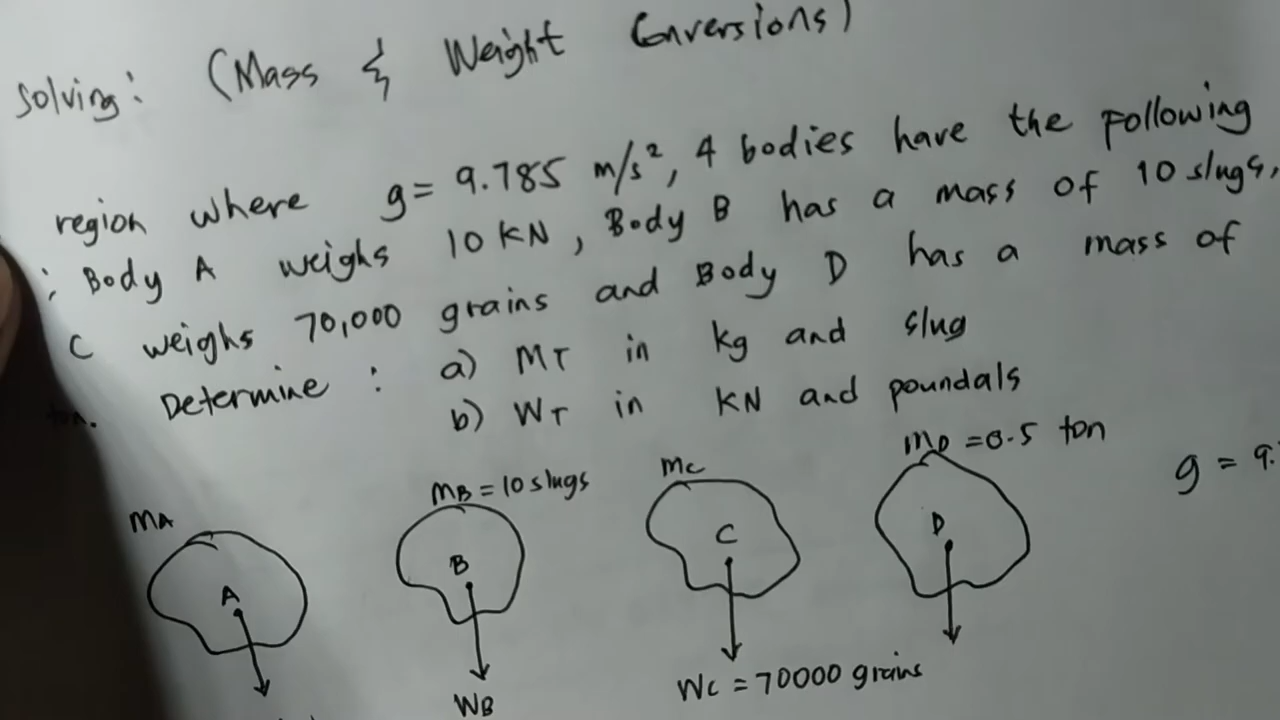 Solving: (Mass & Weight Conversions)
region where g = 9.785 m/s², 4 bodies have the following
: Body A weighs 10 KN, Body B has a mass of 10 slugs,
C weighs 70,000 grains and Body D has a mass of
ton. Determine: a) MT in kg and slug
b) WT in KN and poundals
MA
MB = 10 slugs
MC
MD = 0.5 ton
g = 9.
A
B
C
D
WB
WC = 70000 grains